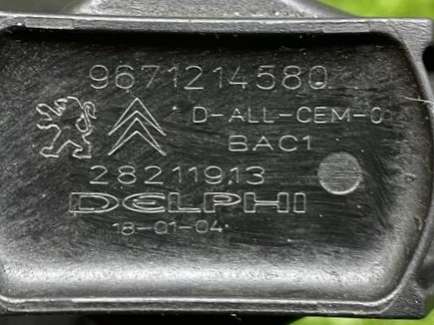 9671214580
D-ALL-CEM-0
BAC1
28211913
DELPHI
18-01-04